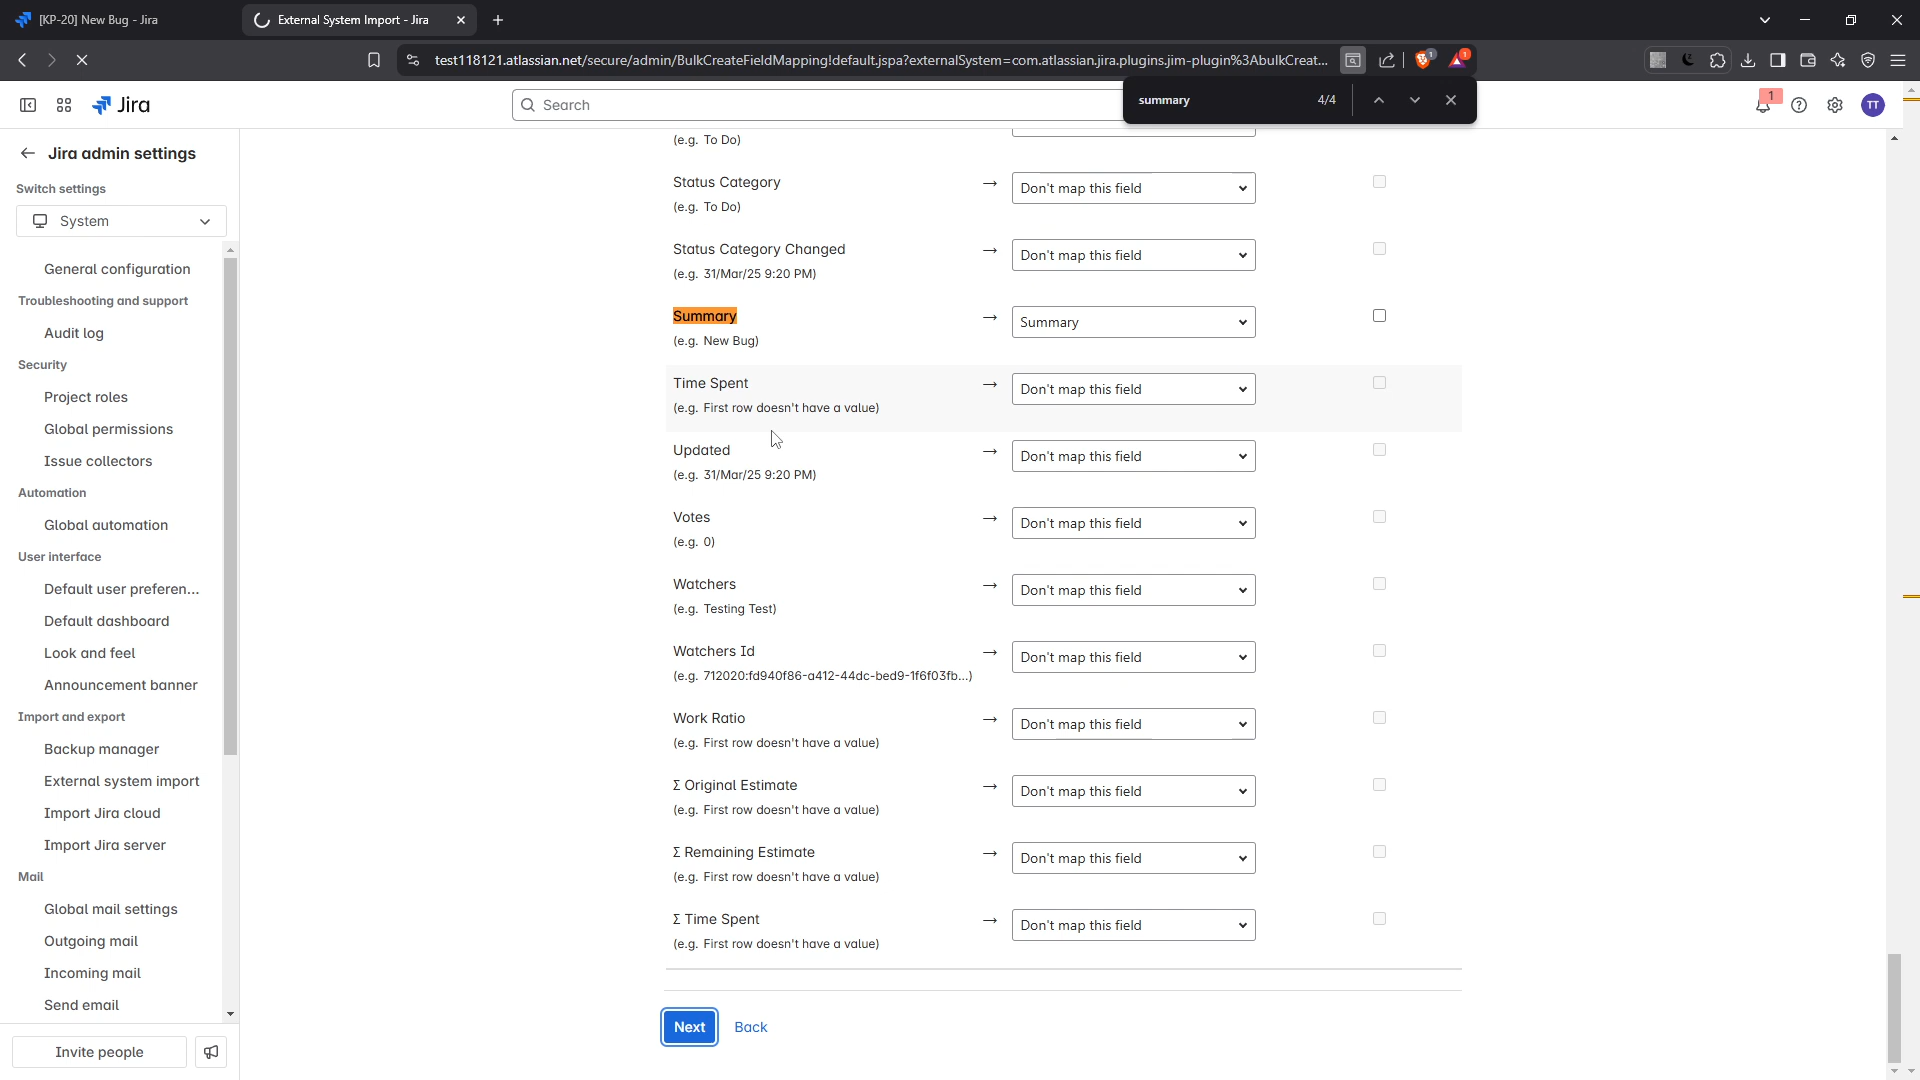 [KP-20] New Bug - Jira
External System Import - Jira
test118121.atlassian.net/secure/admin/BulkCreateFieldMapping!default.jspa?externalSystem=com.atlassian.jira.plugins.jim-plugin%3AbulkCreat...
1
1
summary
4/4
Jira
Search
1
TT
Jira admin settings
Switch settings
System
General configuration
Troubleshooting and support
Audit log
Security
Project roles
Global permissions
Issue collectors
Automation
Global automation
User interface
Default user preferen...
Default dashboard
Look and feel
Announcement banner
Import and export
Backup manager
External system import
Import Jira cloud
Import Jira server
Mail
Global mail settings
Outgoing mail
Incoming mail
Send email
Invite people
(e.g. To Do)
Status Category → Don't map this field
(e.g. To Do)
Status Category Changed → Don't map this field
(e.g. 31/Mar/25 9:20 PM)
Summary → Summary
(e.g. New Bug)
Time Spent → Don't map this field
(e.g. First row doesn't have a value)
Updated → Don't map this field
(e.g. 31/Mar/25 9:20 PM)
Votes → Don't map this field
(e.g. 0)
Watchers → Don't map this field
(e.g. Testing Test)
Watchers Id → Don't map this field
(e.g. 712020:fd940f86-a412-44dc-bed9-1f6f03fb...)
Work Ratio → Don't map this field
(e.g. First row doesn't have a value)
Σ Original Estimate → Don't map this field
(e.g. First row doesn't have a value)
Σ Remaining Estimate → Don't map this field
(e.g. First row doesn't have a value)
Σ Time Spent → Don't map this field
(e.g. First row doesn't have a value)
Next Back